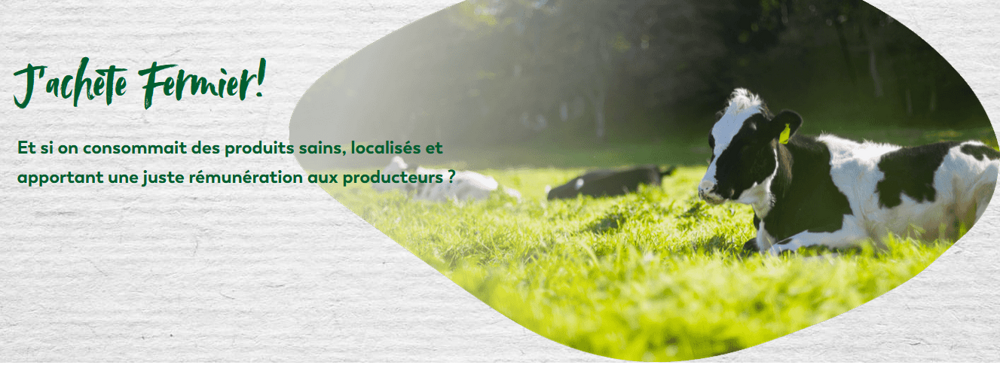 J'achète Fermier!
Et si on consommait des produits sains, localisés et
apportant une juste rémunération aux producteurs ?